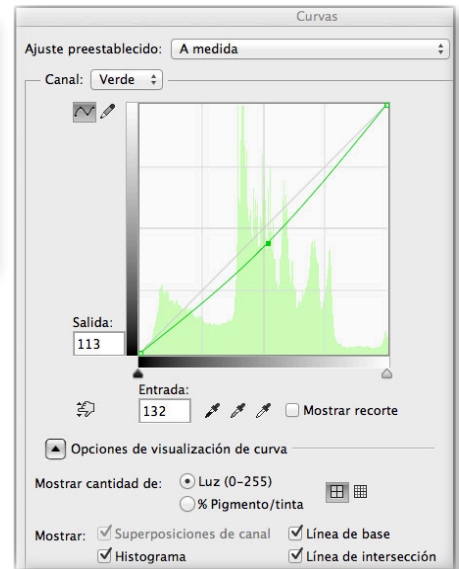 Curvas
Ajuste preestablecido: A medida
Canal: Verde
Salida:
113
Entrada:
132
Mostrar recorte
Opciones de visualización de curva
Mostrar cantidad de: Luz (0-255)
% Pigmento/tinta
Mostrar: Superposiciones de canal Línea de base
Histograma Línea de intersección